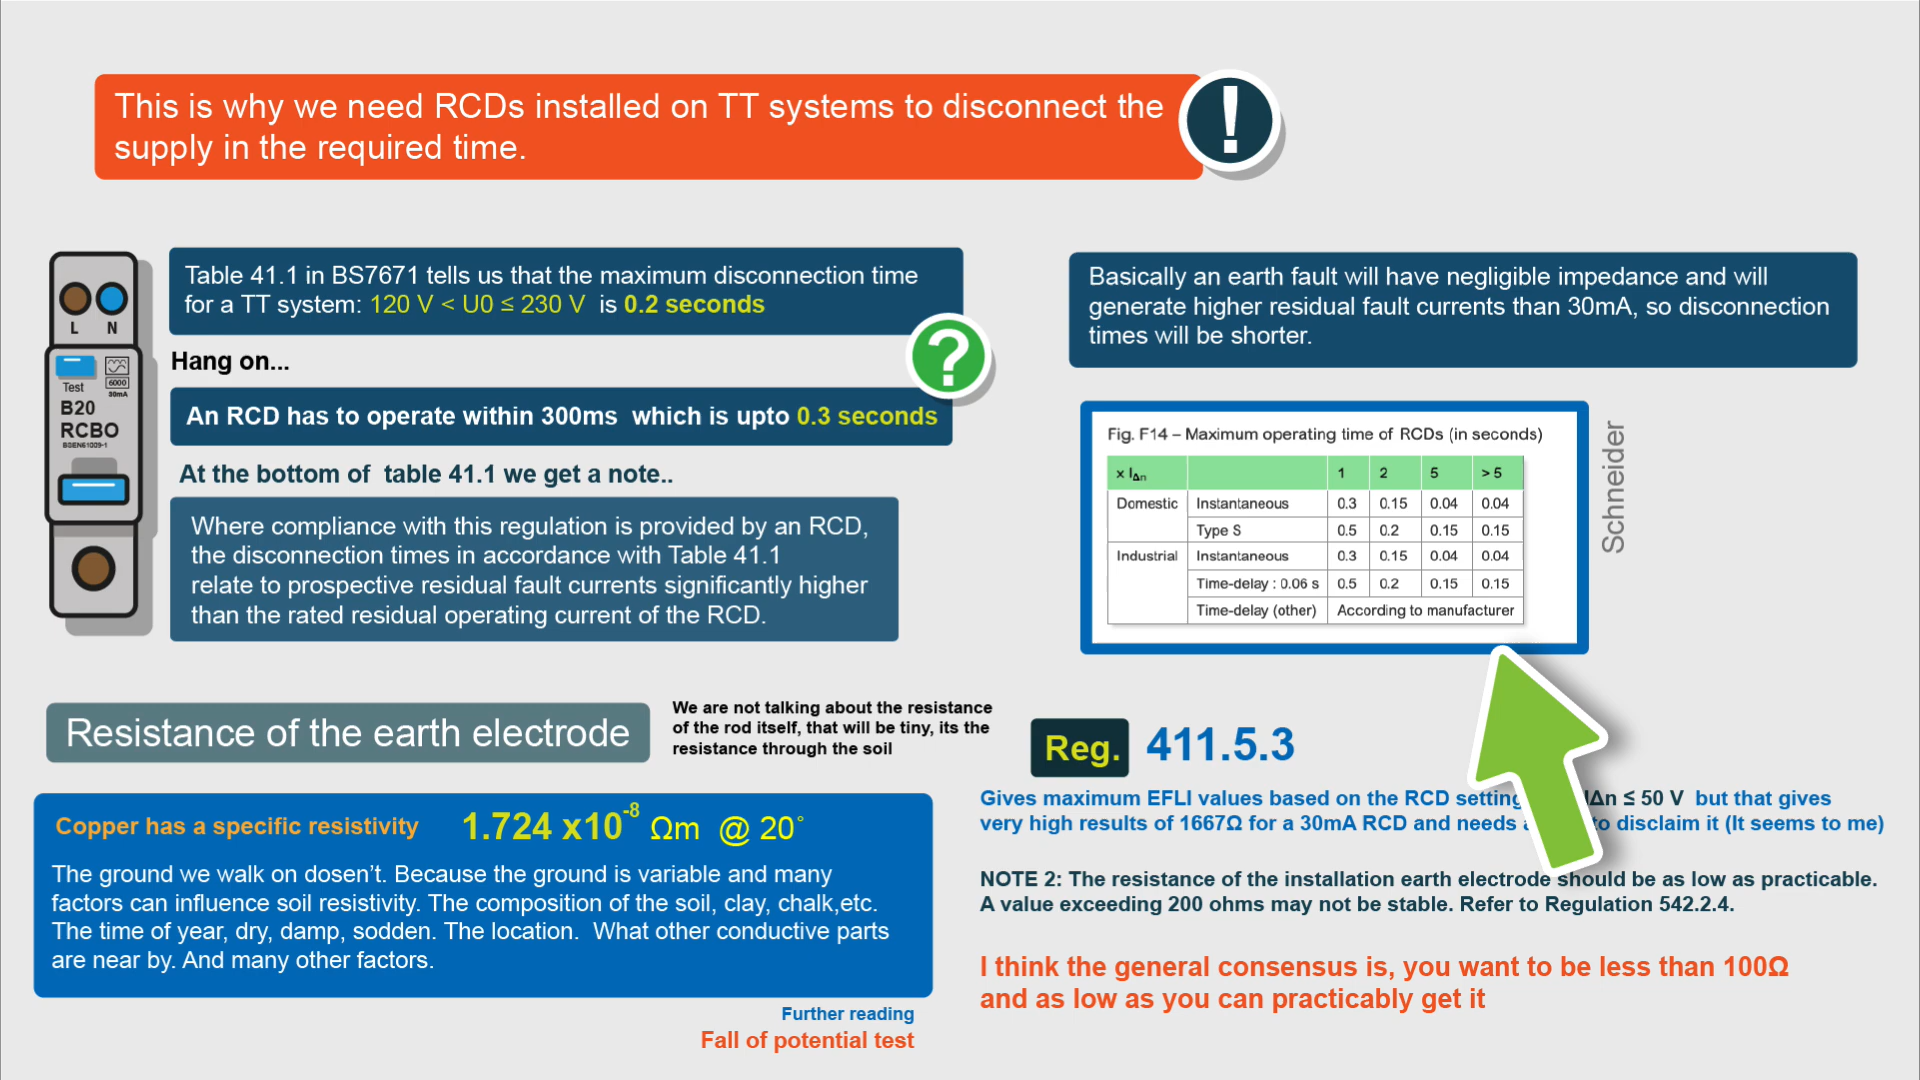 This is why we need RCDs installed on TT systems to disconnect the
supply in the required time.
!
L N
Test
6000
30mA
B20
RCBO
BSEN61009-1
Table 41.1 in BS7671 tells us that the maximum disconnection time
for a TT system: 120 V < U0 ≤ 230 V is 0.2 seconds
Hang on...
?
An RCD has to operate within 300ms which is upto 0.3 seconds
At the bottom of table 41.1 we get a note..
Where compliance with this regulation is provided by an RCD,
the disconnection times in accordance with Table 41.1
relate to prospective residual fault currents significantly higher
than the rated residual operating current of the RCD.
Basically an earth fault will have negligible impedance and will
generate higher residual fault currents than 30mA, so disconnection
times will be shorter.
Fig. F14 – Maximum operating time of RCDs (in seconds)
x IΔn 1 2 5 > 5
Domestic Instantaneous 0.3 0.15 0.04 0.04
Type S 0.5 0.2 0.15 0.15
Industrial Instantaneous 0.3 0.15 0.04 0.04
Time-delay : 0.06 s 0.5 0.2 0.15 0.15
Time-delay (other) According to manufacturer
Schneider
Resistance of the earth electrode
We are not talking about the resistance
of the rod itself, that will be tiny, its the
resistance through the soil
Copper has a specific resistivity 1.724 x10⁻⁸ Ωm @ 20°
The ground we walk on dosen't. Because the ground is variable and many
factors can influence soil resistivity. The composition of the soil, clay, chalk,etc.
The time of year, dry, damp, sodden. The location. What other conductive parts
are near by. And many other factors.
Further reading
Fall of potential test
Reg. 411.5.3
Gives maximum EFLI values based on the RCD setting IΔn ≤ 50 V but that gives
very high results of 1667Ω for a 30mA RCD and needs to disclaim it (It seems to me)
NOTE 2: The resistance of the installation earth electrode should be as low as practicable.
A value exceeding 200 ohms may not be stable. Refer to Regulation 542.2.4.
I think the general consensus is, you want to be less than 100Ω
and as low as you can practicably get it